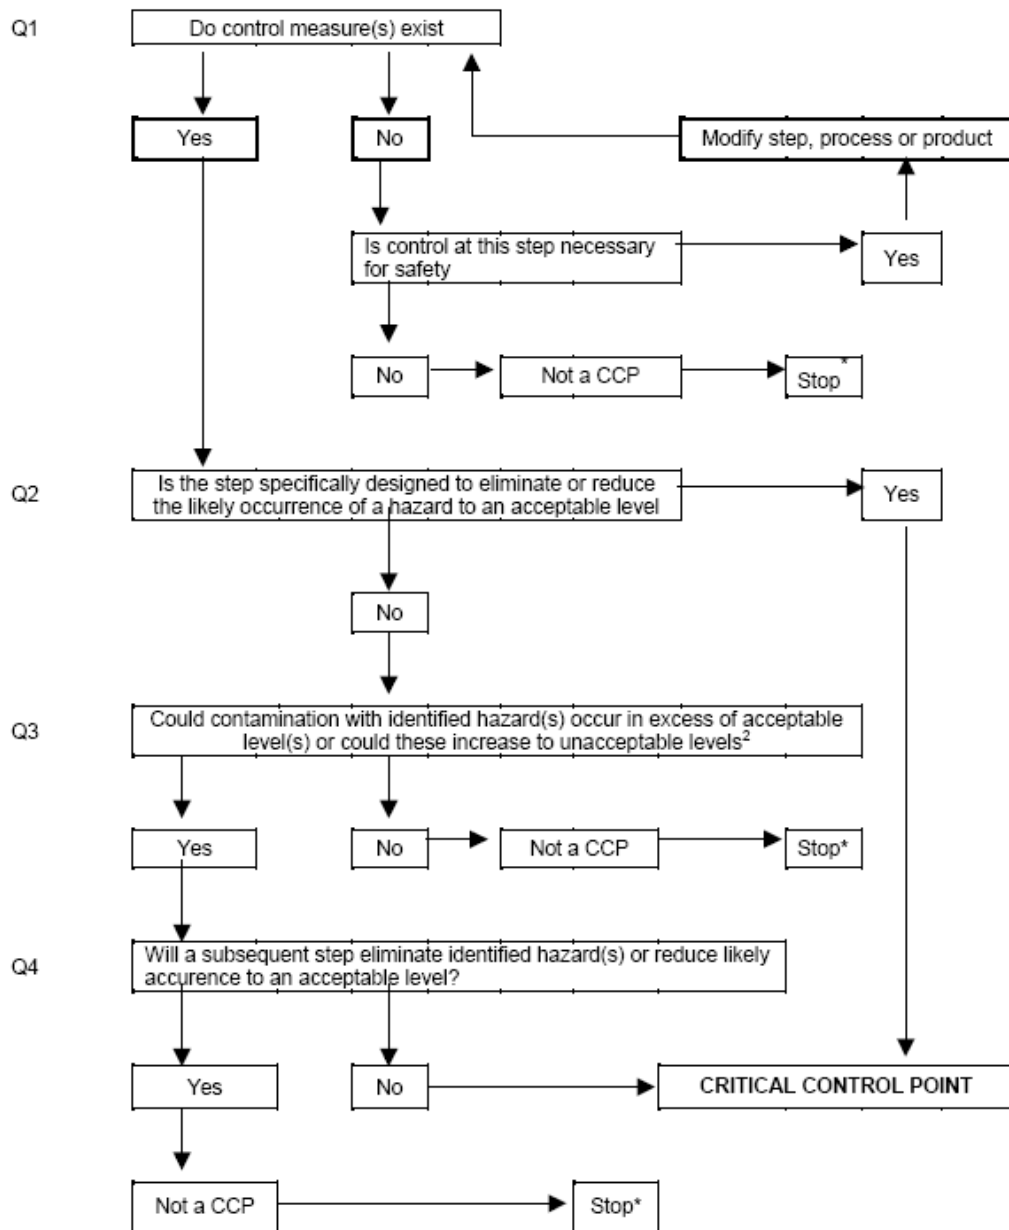 Q1
Do control measure(s) exist
Yes
No
Modify step, process or product
Is control at this step necessary
for safety
Yes
No
Not a CCP
Stop*
Q2
Is the step specifically designed to eliminate or reduce
the likely occurrence of a hazard to an acceptable level
Yes
No
Q3
Could contamination with identified hazard(s) occur in excess of acceptable
level(s) or could these increase to unacceptable levels²
Yes
No
Not a CCP
Stop*
Q4
Will a subsequent step eliminate identified hazard(s) or reduce likely
accurence to an acceptable level?
Yes
No
CRITICAL CONTROL POINT
Not a CCP
Stop*